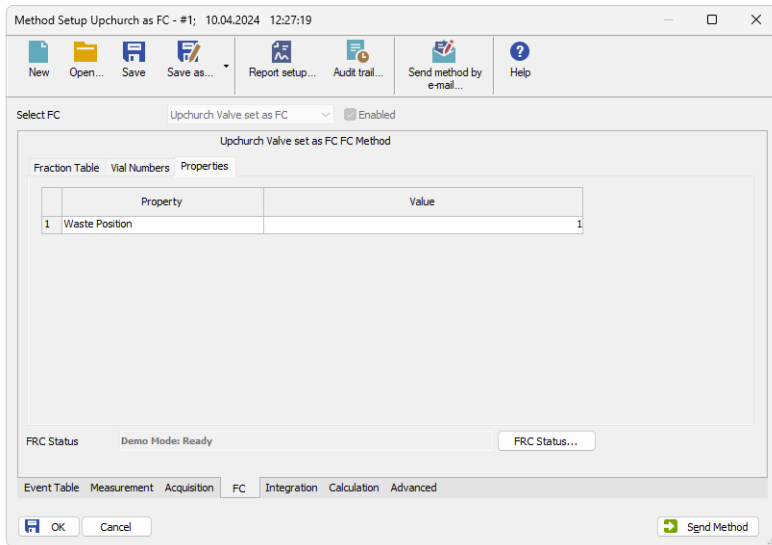 Method Setup Upchurch as FC - #1; 10.04.2024 12:27:19
New Open... Save Save as... Report setup... Audit trail... Send method by e-mail... Help
Select FC Upchurch Valve set as FC Enabled
Upchurch Valve set as FC FC Method
Fraction Table Vial Numbers Properties
Property Value
1 Waste Position 1
FRC Status Demo Mode: Ready FRC Status...
Event Table Measurement Acquisition FC Integration Calculation Advanced
OK Cancel Send Method